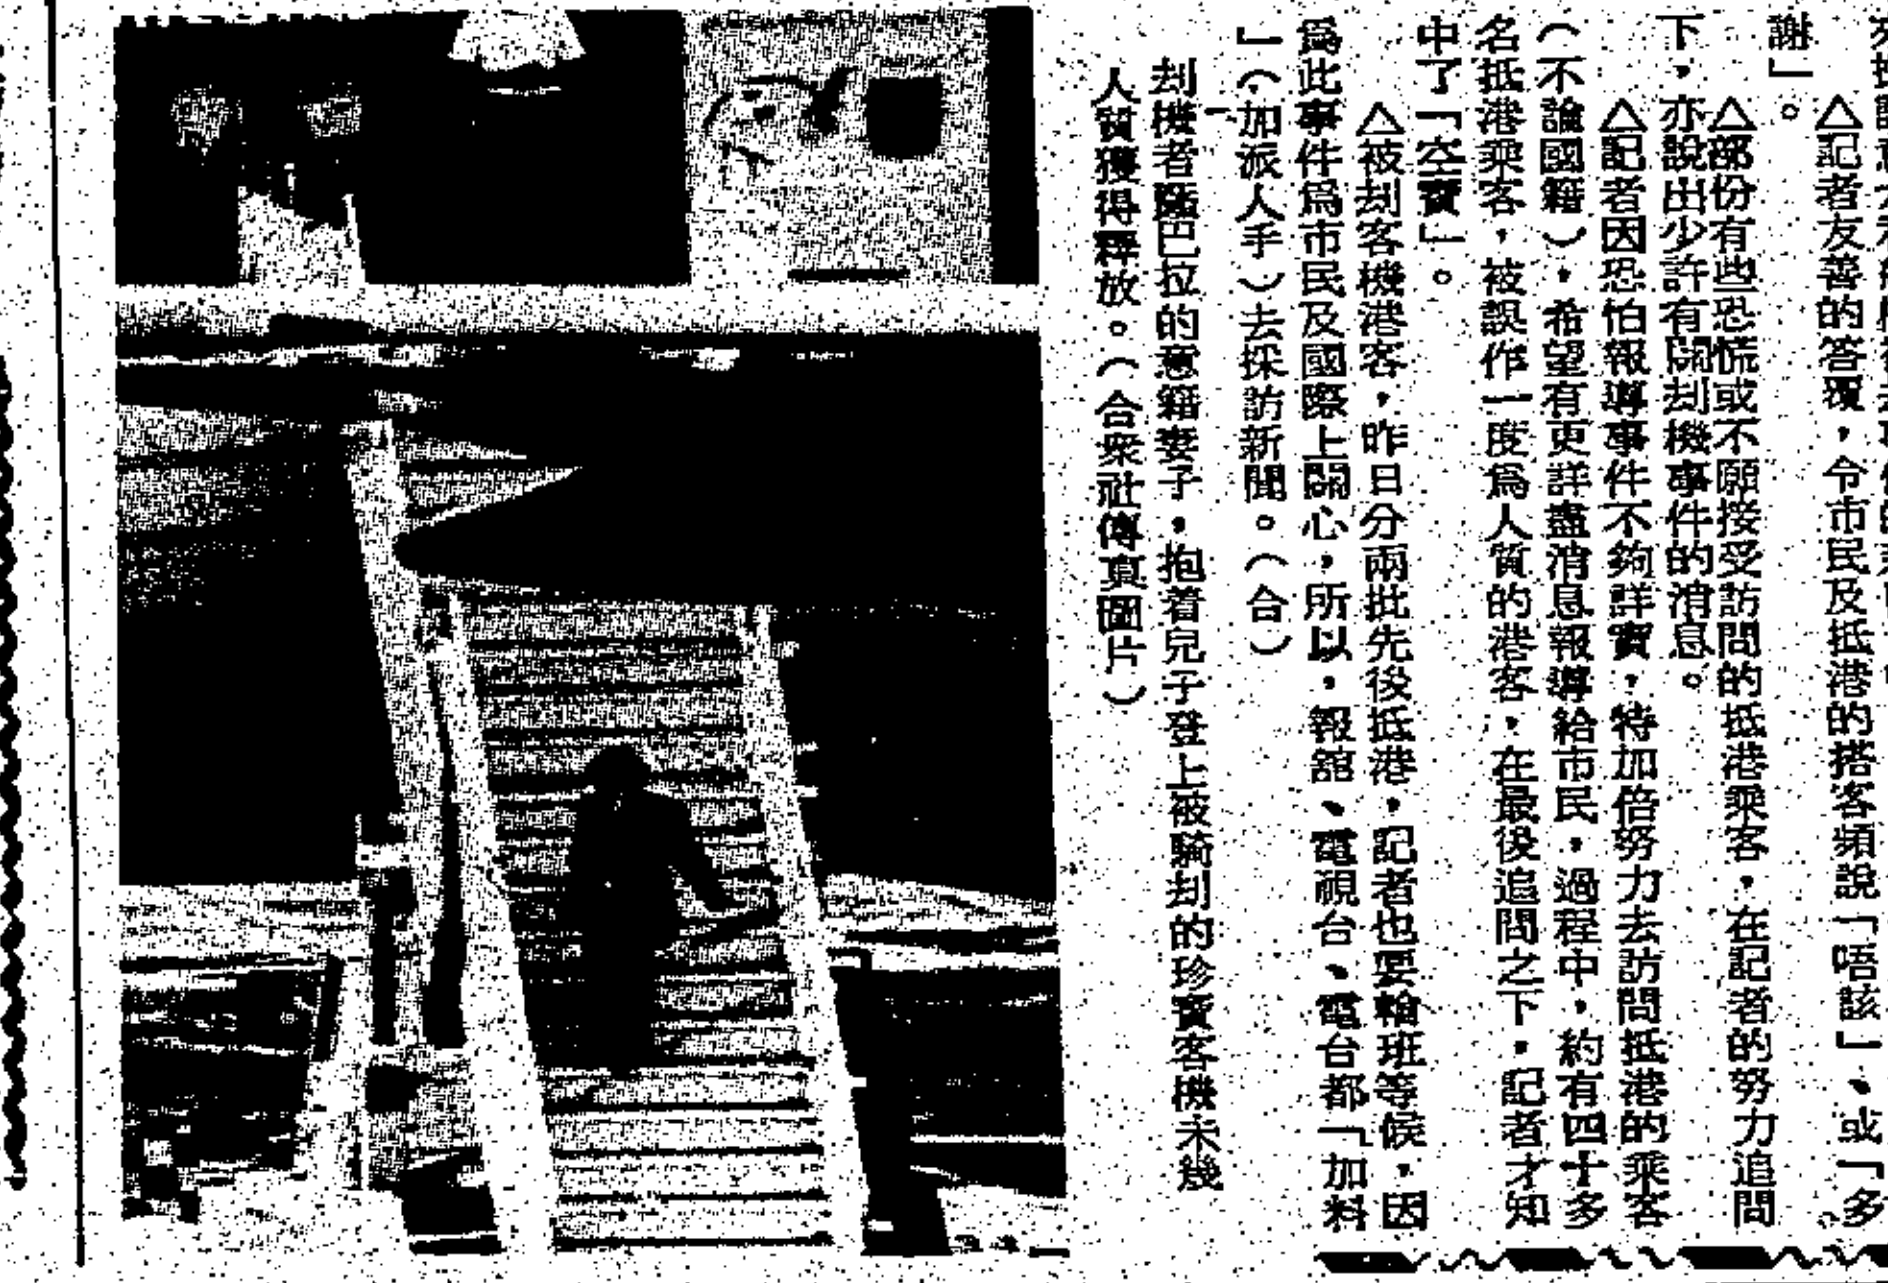 △記者友善的答覆，令市民及抵港的搭客頻說「唔該」、或「多
謝」。
△部份有些恐慌或不願接受訪問的抵港乘客，在記者的努力追問
下，亦說出少許有關刦機事件的消息。
△記者因恐怕報導事件不夠詳實，特加倍努力去訪問抵港的乘客
（不論國籍），希望有更詳盡消息報導給市民，過程中，約有四十多
名抵港乘客，被誤作一度為人質的港客，在最後追問之下，記者才知
中了「空寶」。
△被刦客機港客，昨日分兩批先後抵港，記者也要輪班等候，因
為此事件為市民及國際上關心，所以，報館、電視台、電台都「加料
」（加派人手）去採訪新聞。（合）
刦機者薩巴拉的意籍妻子，抱着兒子登上被騎刦的珍寶客機未幾
人質獲得釋放。（合衆社傳真圖片）